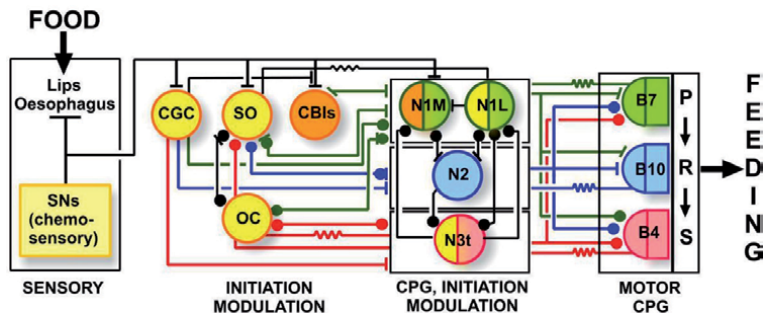 FOOD
Lips
Oesophagus
SNs
(chemo-
sensory)
SENSORY
CGC
SO
CBIs
OC
INITIATION
MODULATION
N1M
N1L
N2
N3t
CPG, INITIATION
MODULATION
B7
B10
B4
P
R
S
MOTOR
CPG
FEEDING